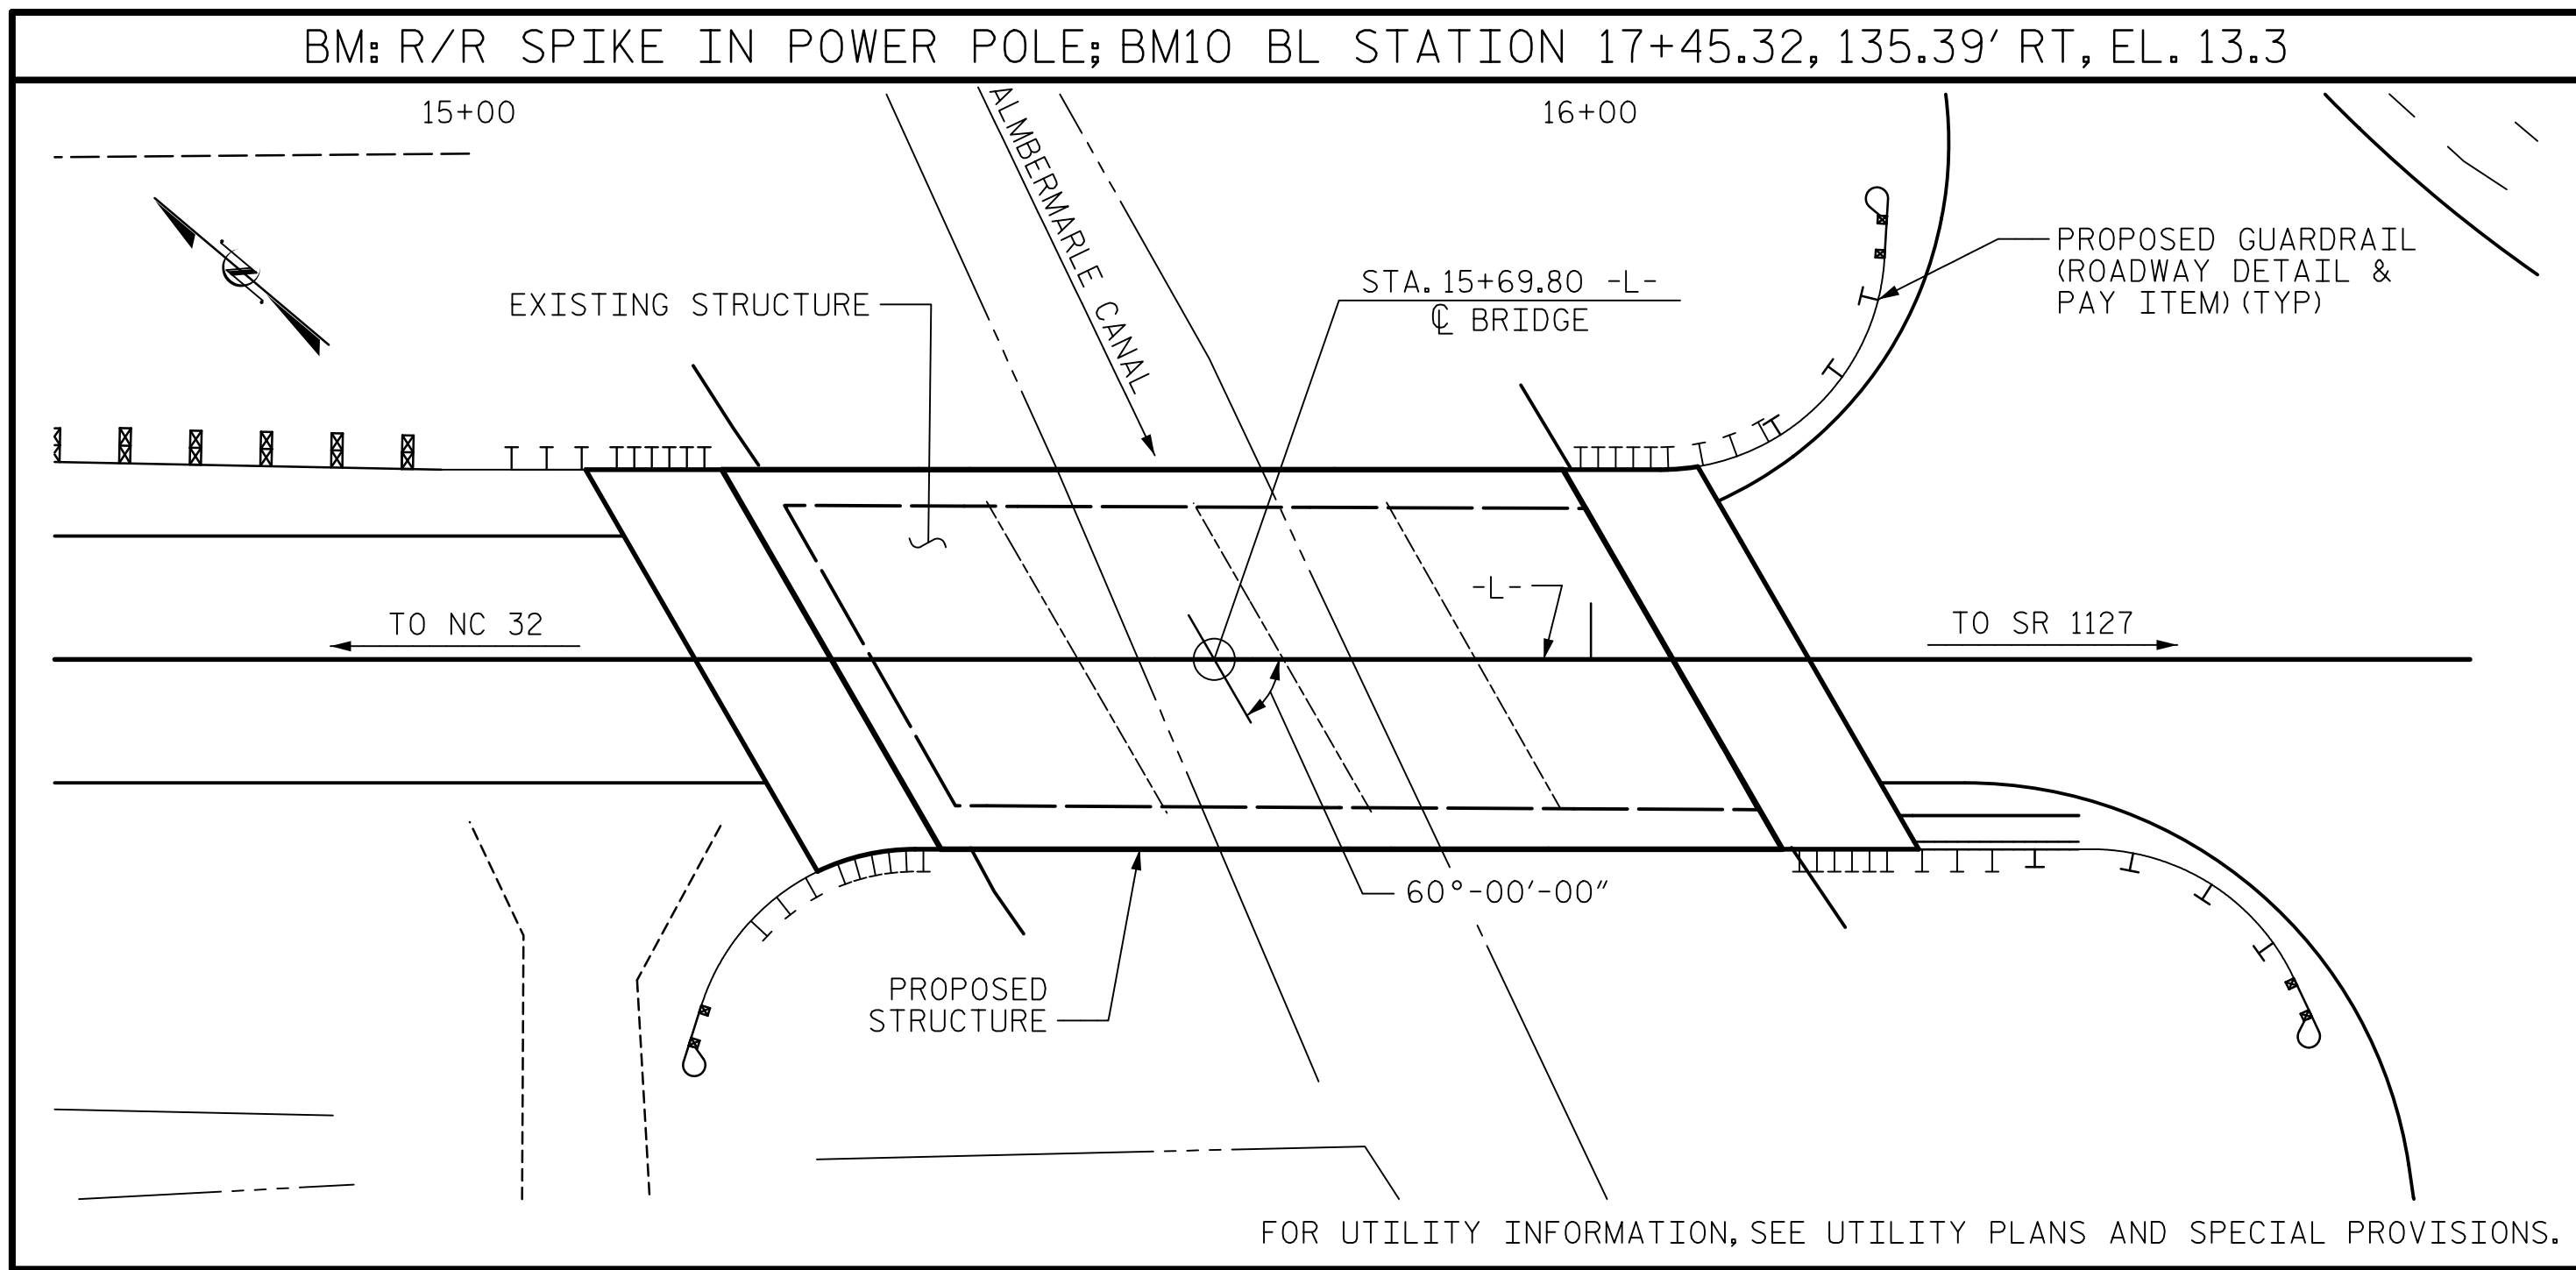 BM: R/R SPIKE IN POWER POLE; BM10 BL STATION 17+45.32, 135.39' RT, EL. 13.3
15+00
16+00
ALMBERMARLE CANAL
PROPOSED GUARDRAIL
(ROADWAY DETAIL &
PAY ITEM) (TYP)
STA. 15+69.80 -L-
℄ BRIDGE
EXISTING STRUCTURE
-L-
TO NC 32
TO SR 1127
60°-00'-00"
PROPOSED
STRUCTURE
FOR UTILITY INFORMATION, SEE UTILITY PLANS AND SPECIAL PROVISIONS.